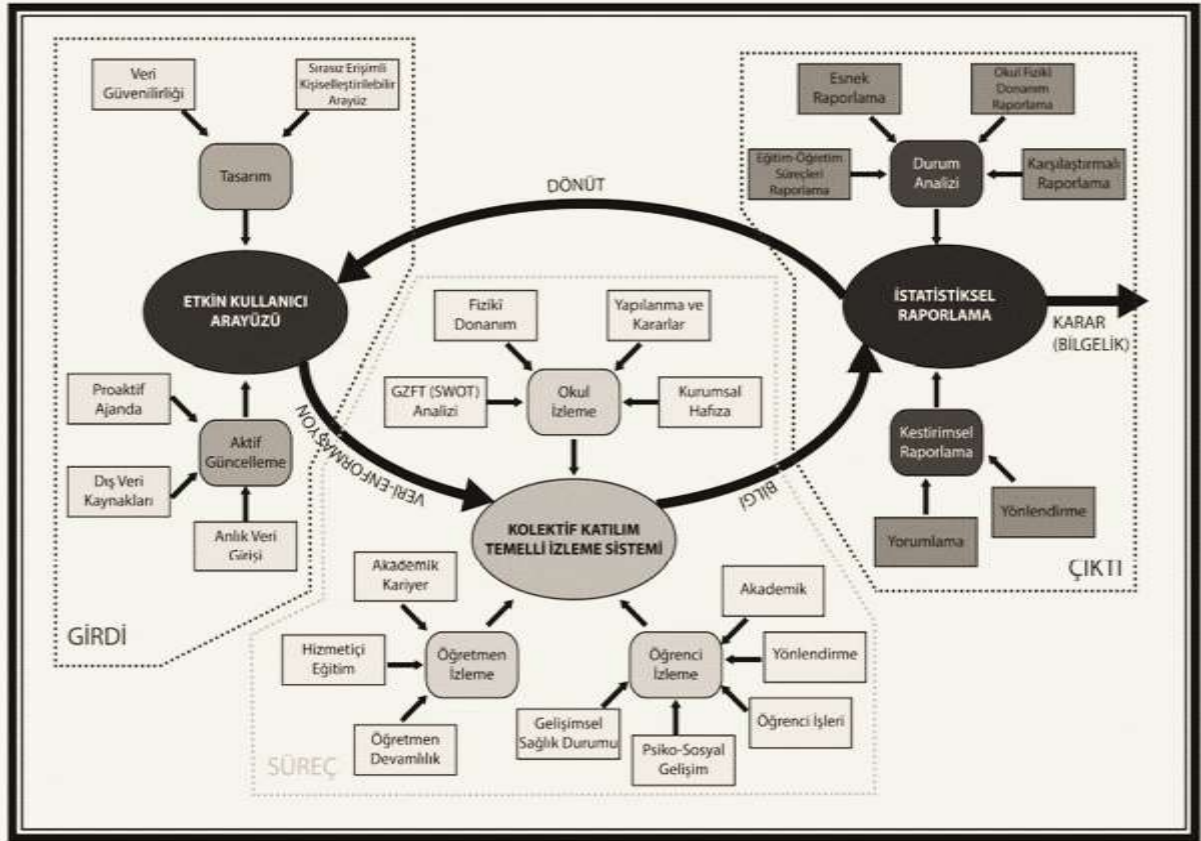 Veri
Güvenilirliği
Sırasız Erişimli
Kişiselleştirilebilir
Arayüz
Tasarım
ETKİN KULLANICI
ARAYÜZÜ
Proaktif
Ajanda
Aktif
Güncelleme
Dış Veri
Kaynakları
Anlık Veri
Girişi
GİRDİ
DÖNÜT
VERİ-ENFORMASYON
Fizikî
Donanım
Yapılanma ve
Kararlar
GZFT (SWOT)
Analizi
Okul
İzleme
Kurumsal
Hafıza
KOLEKTİF KATILIM
TEMELLİ İZLEME SİSTEMİ
Akademik
Kariyer
Hizmetiçi
Eğitim
Öğretmen
İzleme
Öğretmen
Devamlılık
Akademik
Öğrenci
İzleme
Yönlendirme
Öğrenci İşleri
Gelişimsel
Sağlık Durumu
Psiko-Sosyal
Gelişim
SÜREÇ
BİLGİ
Esnek
Raporlama
Okul Fizikî
Donanım
Raporlama
Eğitim-Öğretim
Süreçleri
Raporlama
Durum
Analizi
Karşılaştırmalı
Raporlama
İSTATİSTİKSEL
RAPORLAMA
KARAR
(BİLGELİK)
Kestirimsel
Raporlama
Yorumlama
Yönlendirme
ÇIKTI